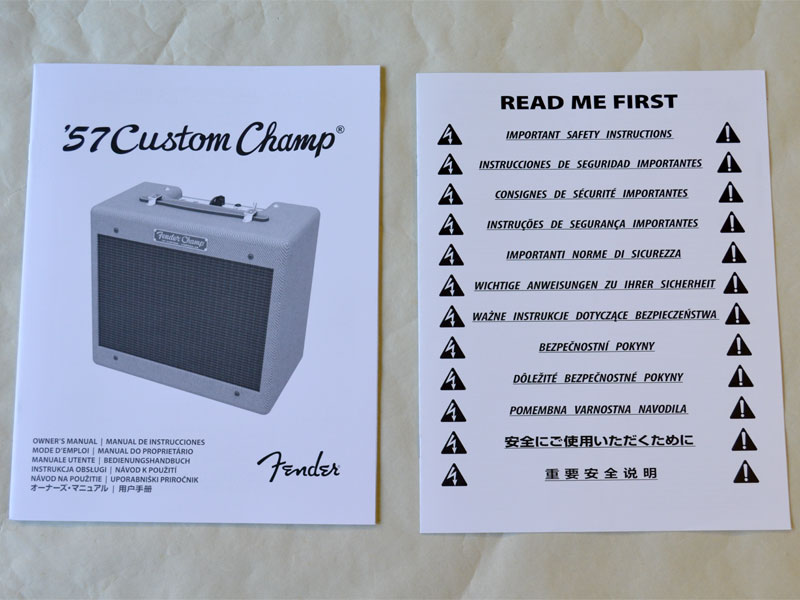 '57 Custom Champ®
Fender Champ
OWNER'S MANUAL | MANUAL DE INSTRUCCIONES
MODE D'EMPLOI | MANUAL DO PROPRIETÁRIO
MANUALE UTENTE | BEDIENUNGSHANDBUCH
INSTRUKCJA OBSŁUGI | NÁVOD K POUŽITÍ
NÁVOD NA POUŽITIE | UPORABNIŠKI PRIROČNIK
オーナーズ・マニュアル | 用户手册
Fender
READ ME FIRST
IMPORTANT SAFETY INSTRUCTIONS
INSTRUCCIONES DE SEGURIDAD IMPORTANTES
CONSIGNES DE SÉCURITÉ IMPORTANTES
INSTRUÇÕES DE SEGURANÇA IMPORTANTES
IMPORTANTI NORME DI SICUREZZA
WICHTIGE ANWEISUNGEN ZU IHRER SICHERHEIT
WAŻNE INSTRUKCJE DOTYCZĄCE BEZPIECZEŃSTWA
BEZPEČNOSTNÍ POKYNY
DÔLEŽITÉ BEZPEČNOSTNÉ POKYNY
POMEMBNA VARNOSTNA NAVODILA
安全にご使用いただくために
重要安全说明